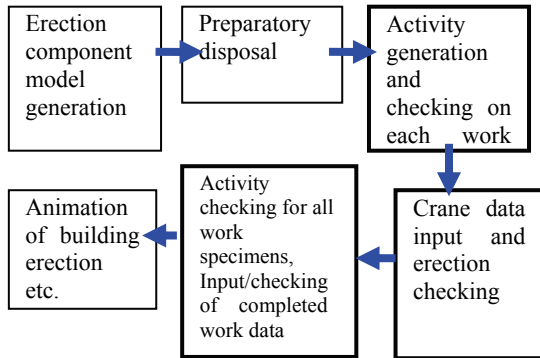 Erection
component
model
generation
Preparatory
disposal
Activity
generation
and
checking on
each work
Crane data
input and
erection
checking
Activity
checking for all
work
specimens,
Input/checking
of completed
work data
Animation
of building
erection
etc.